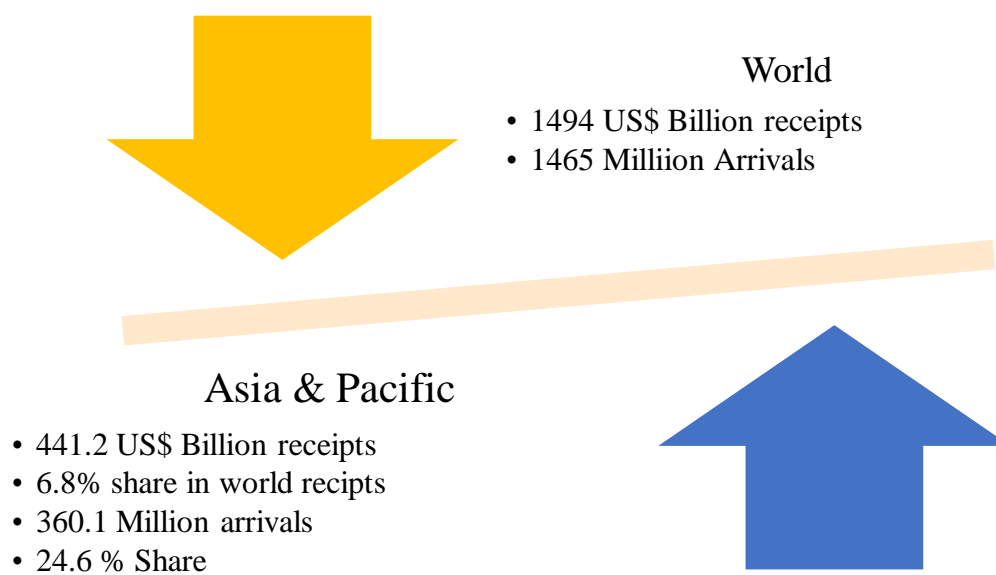 World
• 1494 US$ Billion receipts
• 1465 Milliion Arrivals
Asia & Pacific
• 441.2 US$ Billion receipts
• 6.8% share in world recipts
• 360.1 Million arrivals
• 24.6 % Share